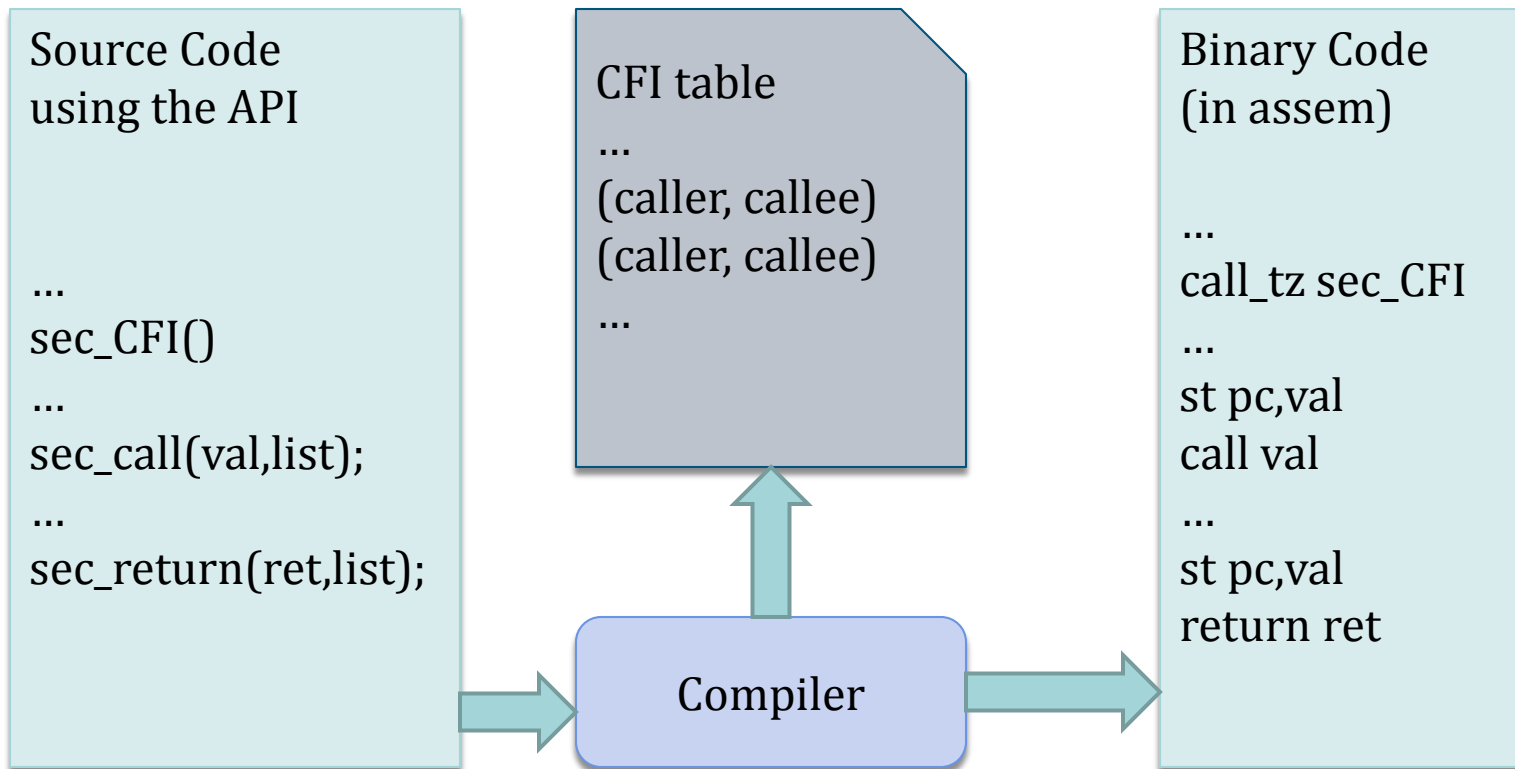 Source Code
using the API
...
sec_CFI()
...
sec_call(val,list);
...
sec_return(ret,list);
CFI table
...
(caller, callee)
(caller, callee)
...
Compiler
Binary Code
(in assem)
...
call_tz sec_CFI
...
st pc,val
call val
...
st pc,val
return ret